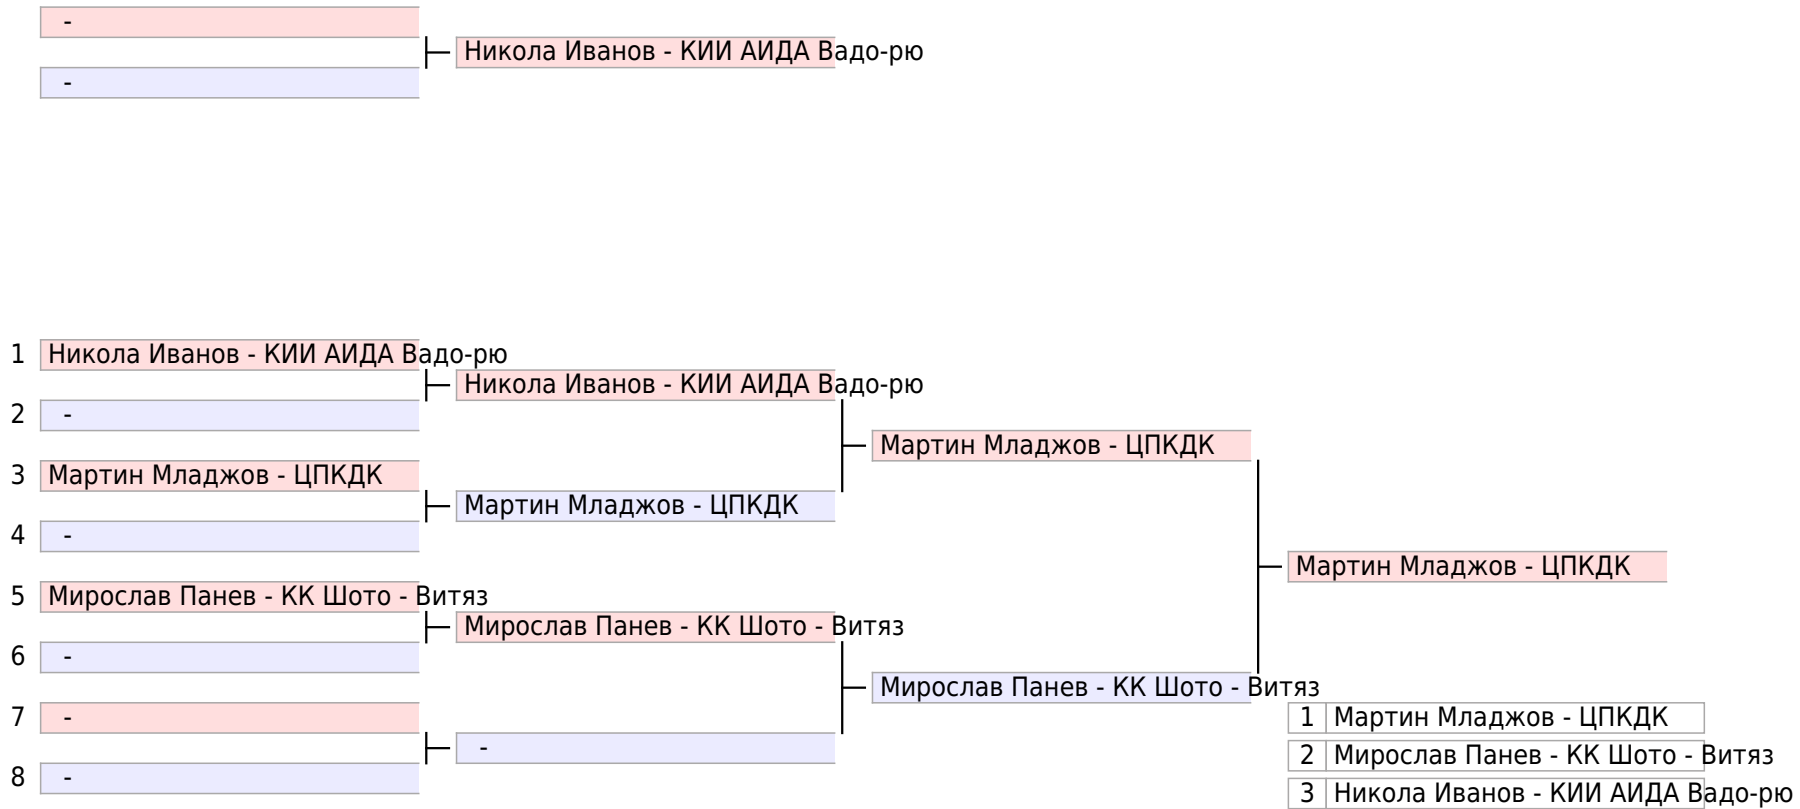 -
Никола Иванов - КИИ АИДА Вадо-рю
-
1 Никола Иванов - КИИ АИДА Вадо-рю
Никола Иванов - КИИ АИДА Вадо-рю
2 -
Мартин Младжов - ЦПКДК
3 Мартин Младжов - ЦПКДК
Мартин Младжов - ЦПКДК
4 -
Мартин Младжов - ЦПКДК
5 Мирослав Панев - КК Шото - Витяз
Мирослав Панев - КК Шото - Витяз
6 -
Мирослав Панев - КК Шото - Витяз
7 -
-
8 -
1 Мартин Младжов - ЦПКДК
2 Мирослав Панев - КК Шото - Витяз
3 Никола Иванов - КИИ АИДА Вадо-рю